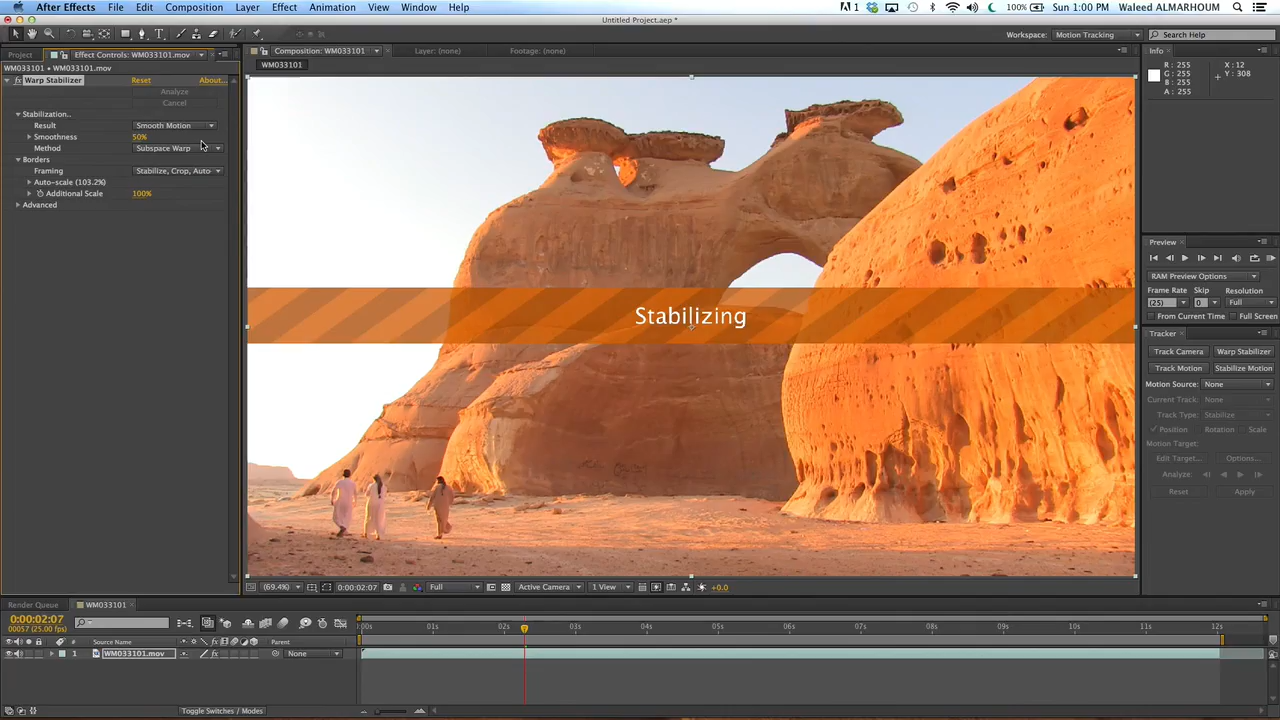 After Effects File Edit Composition Layer Effect Animation View Window Help 1 100% Sun 1:00 PM Waleed ALMARHOUM
Untitled Project.aep *
Workspace: Motion Tracking Search Help
Project Effect Controls: WM033101.mov Composition: WM033101 Layer: (none) Footage: (none) Info
WM033101 • WM033101.mov
WM033101
Warp Stabilizer Reset About...
Analyze
Cancel
Stabilization..
Result Smooth Motion
Smoothness 50%
Method Subspace Warp
Borders
Framing Stabilize, Crop, Auto
Auto-scale (103.2%)
Additional Scale 100%
Advanced
Stabilizing
R : 255
G : 255
B : 255
A : 255
X : 12
Y : 308
Preview
RAM Preview Options
Frame Rate Skip Resolution
(25) 0 Full
From Current Time Full Screen
Tracker
Track Camera Warp Stabilizer
Track Motion Stabilize Motion
Motion Source: None
Current Track: None
Track Type: Stabilize
Position Rotation Scale
Motion Target:
Edit Target... Options...
Analyze:
Reset Apply
(69.4%) 0:00:02:07 Full Active Camera 1 View +0.0
Render Queue WM033101
0:00:02:07
00057 (25.00 fps)
:00s 01s 02s 03s 04s 05s 06s 07s 08s 09s 10s 11s 12s
# Source Name Parent
1 WM033101.mov None
Toggle Switches / Modes